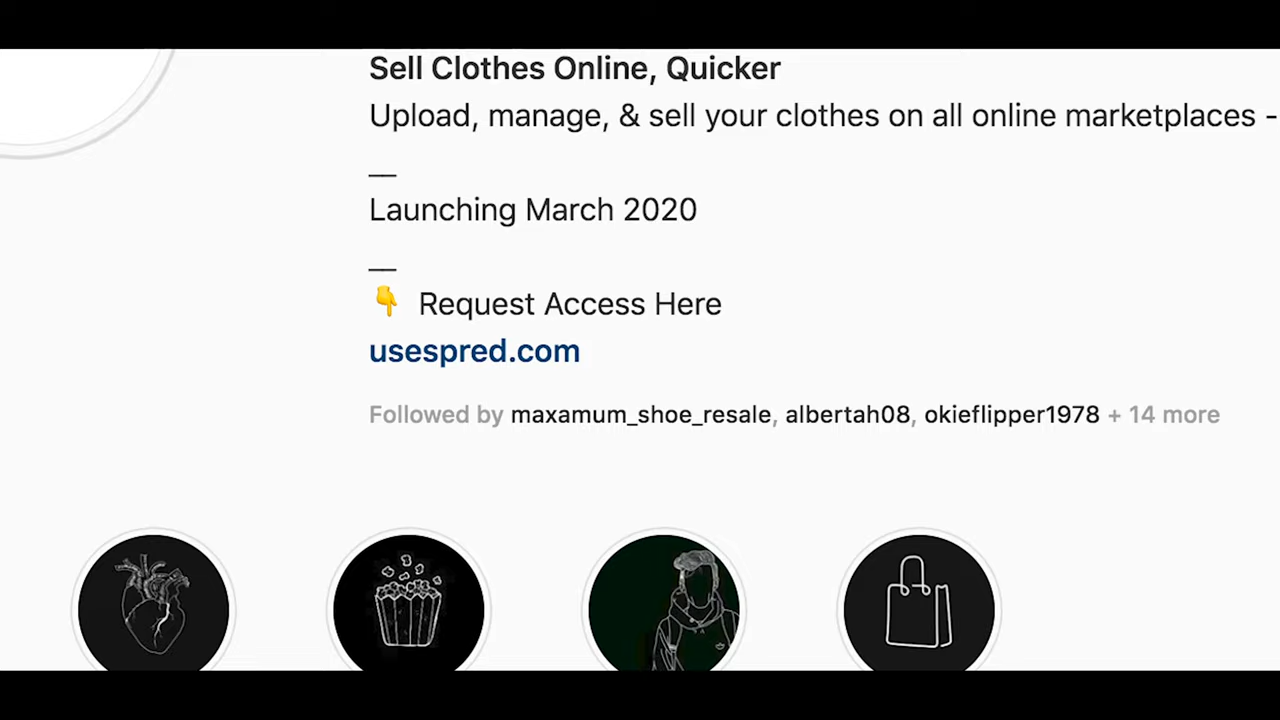 Sell Clothes Online, Quicker
Upload, manage, & sell your clothes on all online marketplaces -
__
Launching March 2020
__
👇 Request Access Here
usespred.com
Followed by maxamum_shoe_resale, albertah08, okieflipper1978 + 14 more